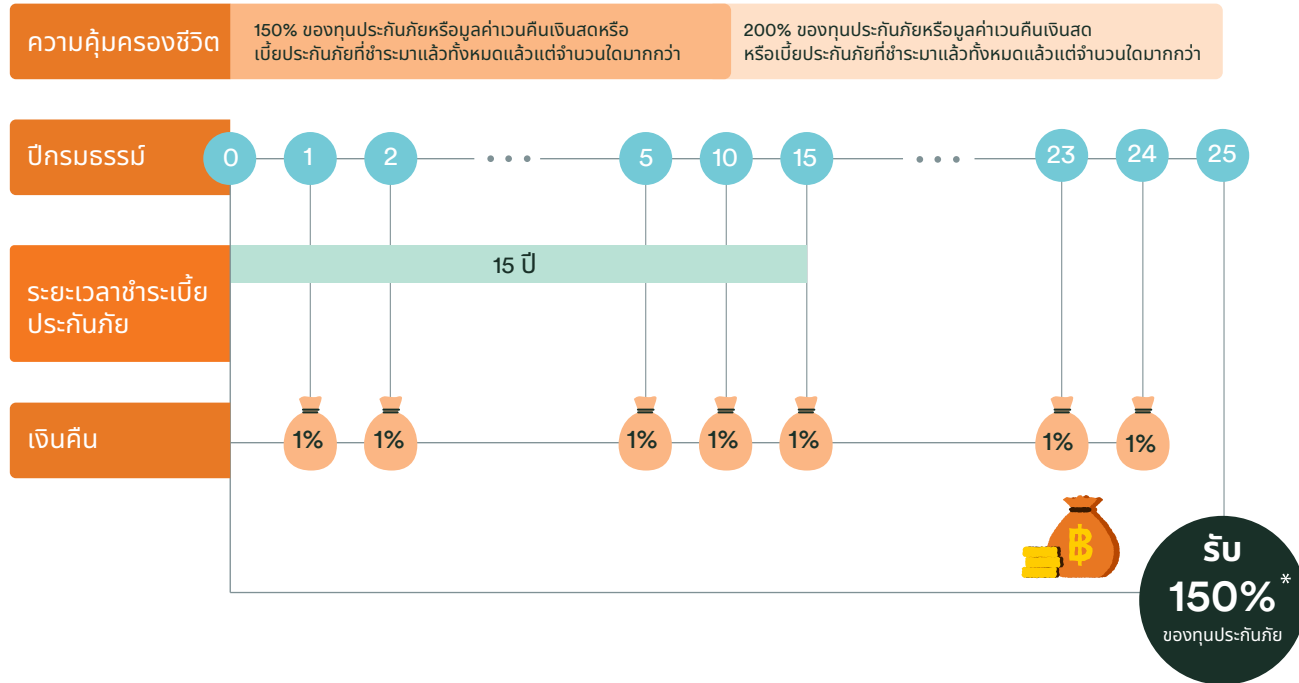 ความคุ้มครองชีวิต
150% ของทุนประกันภัยหรือมูลค่าเวนคืนเงินสดหรือ
เบี้ยประกันภัยที่ชำระมาแล้วทั้งหมดแล้วแต่จำนวนใดมากกว่า
200% ของทุนประกันภัยหรือมูลค่าเวนคืนเงินสด
หรือเบี้ยประกันภัยที่ชำระมาแล้วทั้งหมดแล้วแต่จำนวนใดมากกว่า
ปีกรมธรรม์
0 1 2 ... 5 10 15 ... 23 24 25
ระยะเวลาชำระเบี้ย
ประกันภัย
15 ปี
เงินคืน
1% 1% 1% 1% 1% 1% 1%
฿
รับ
150%*
ของทุนประกันภัย